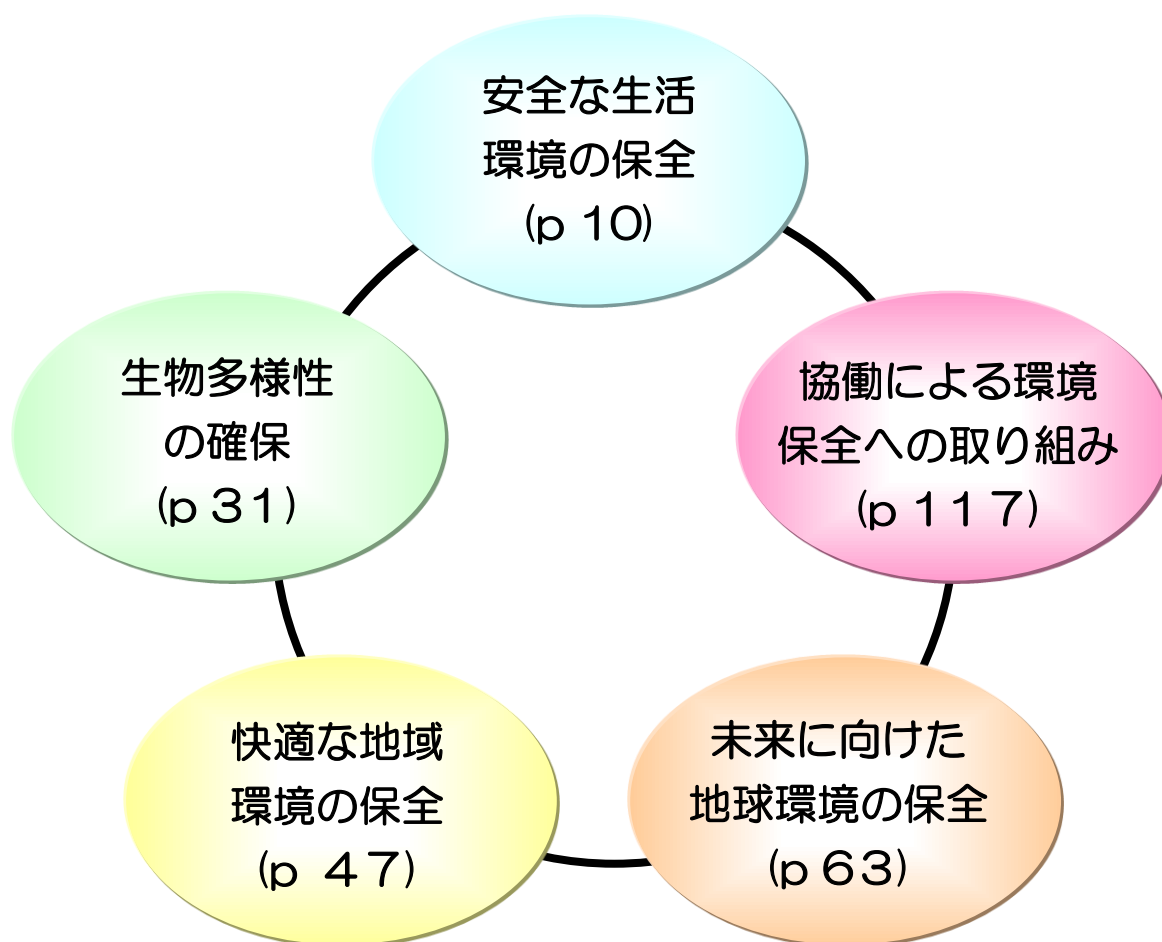 安全な生活
環境の保全
(p 10)
生物多様性
の確保
(p 31)
協働による環境
保全への取り組み
(p 117)
快適な地域
環境の保全
(p 47)
未来に向けた
地球環境の保全
(p 63)